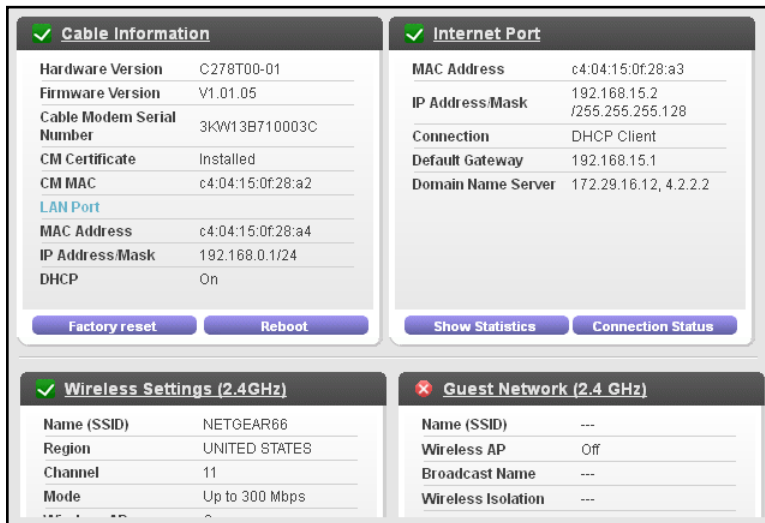 Cable Information
Hardware Version C278T00-01
Firmware Version V1.01.05
Cable Modem Serial
Number 3KW13B710003C
CM Certificate Installed
CM MAC c4:04:15:0f:28:a2
LAN Port
MAC Address c4:04:15:0f:28:a4
IP Address/Mask 192.168.0.1/24
DHCP On
Factory reset Reboot
Internet Port
MAC Address c4:04:15:0f:28:a3
IP Address/Mask 192.168.15.2
/255.255.255.128
Connection DHCP Client
Default Gateway 192.168.15.1
Domain Name Server 172.29.16.12, 4.2.2.2
Show Statistics Connection Status
Wireless Settings (2.4GHz)
Name (SSID) NETGEAR66
Region UNITED STATES
Channel 11
Mode Up to 300 Mbps
Guest Network (2.4 GHz)
Name (SSID) ---
Wireless AP Off
Broadcast Name ---
Wireless Isolation ---